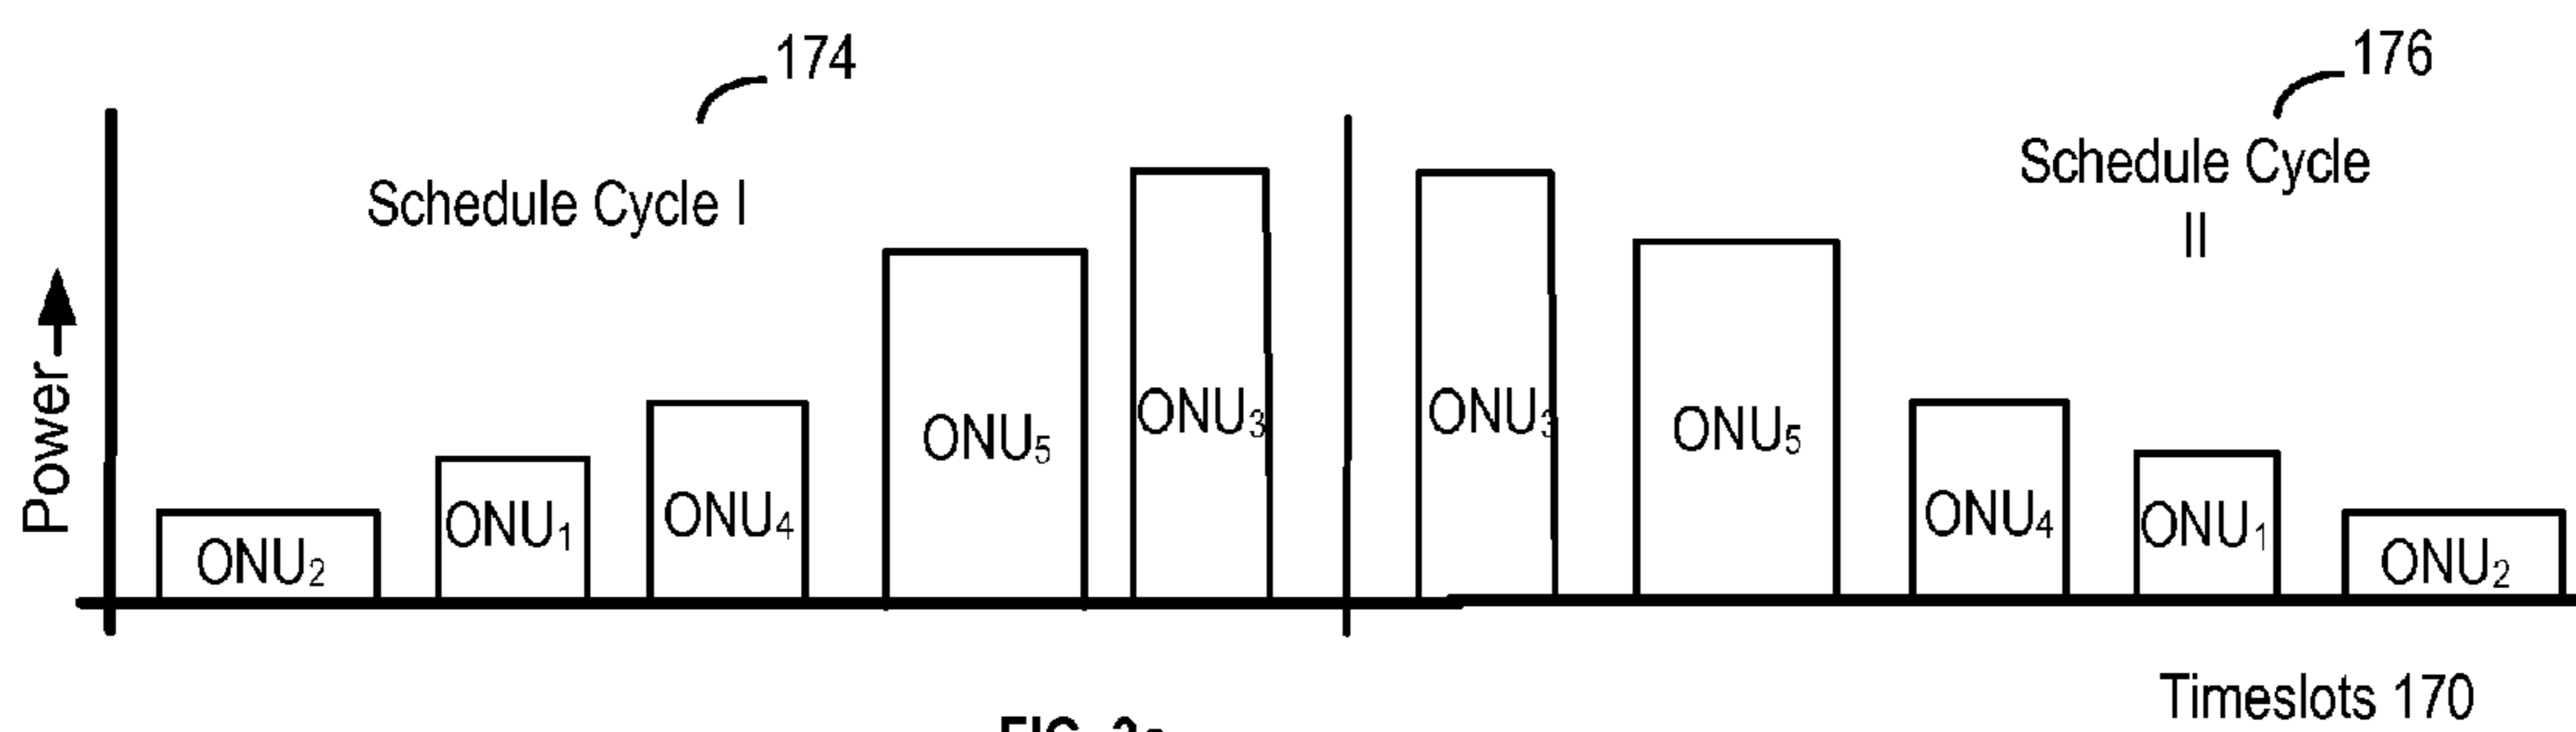 174
176
Schedule Cycle I
Schedule Cycle
II
Power
ONU₂
ONU₁
ONU₄
ONU₅
ONU₃
ONU₃
ONU₅
ONU₄
ONU₁
ONU₂
Timeslots 170
FIG.